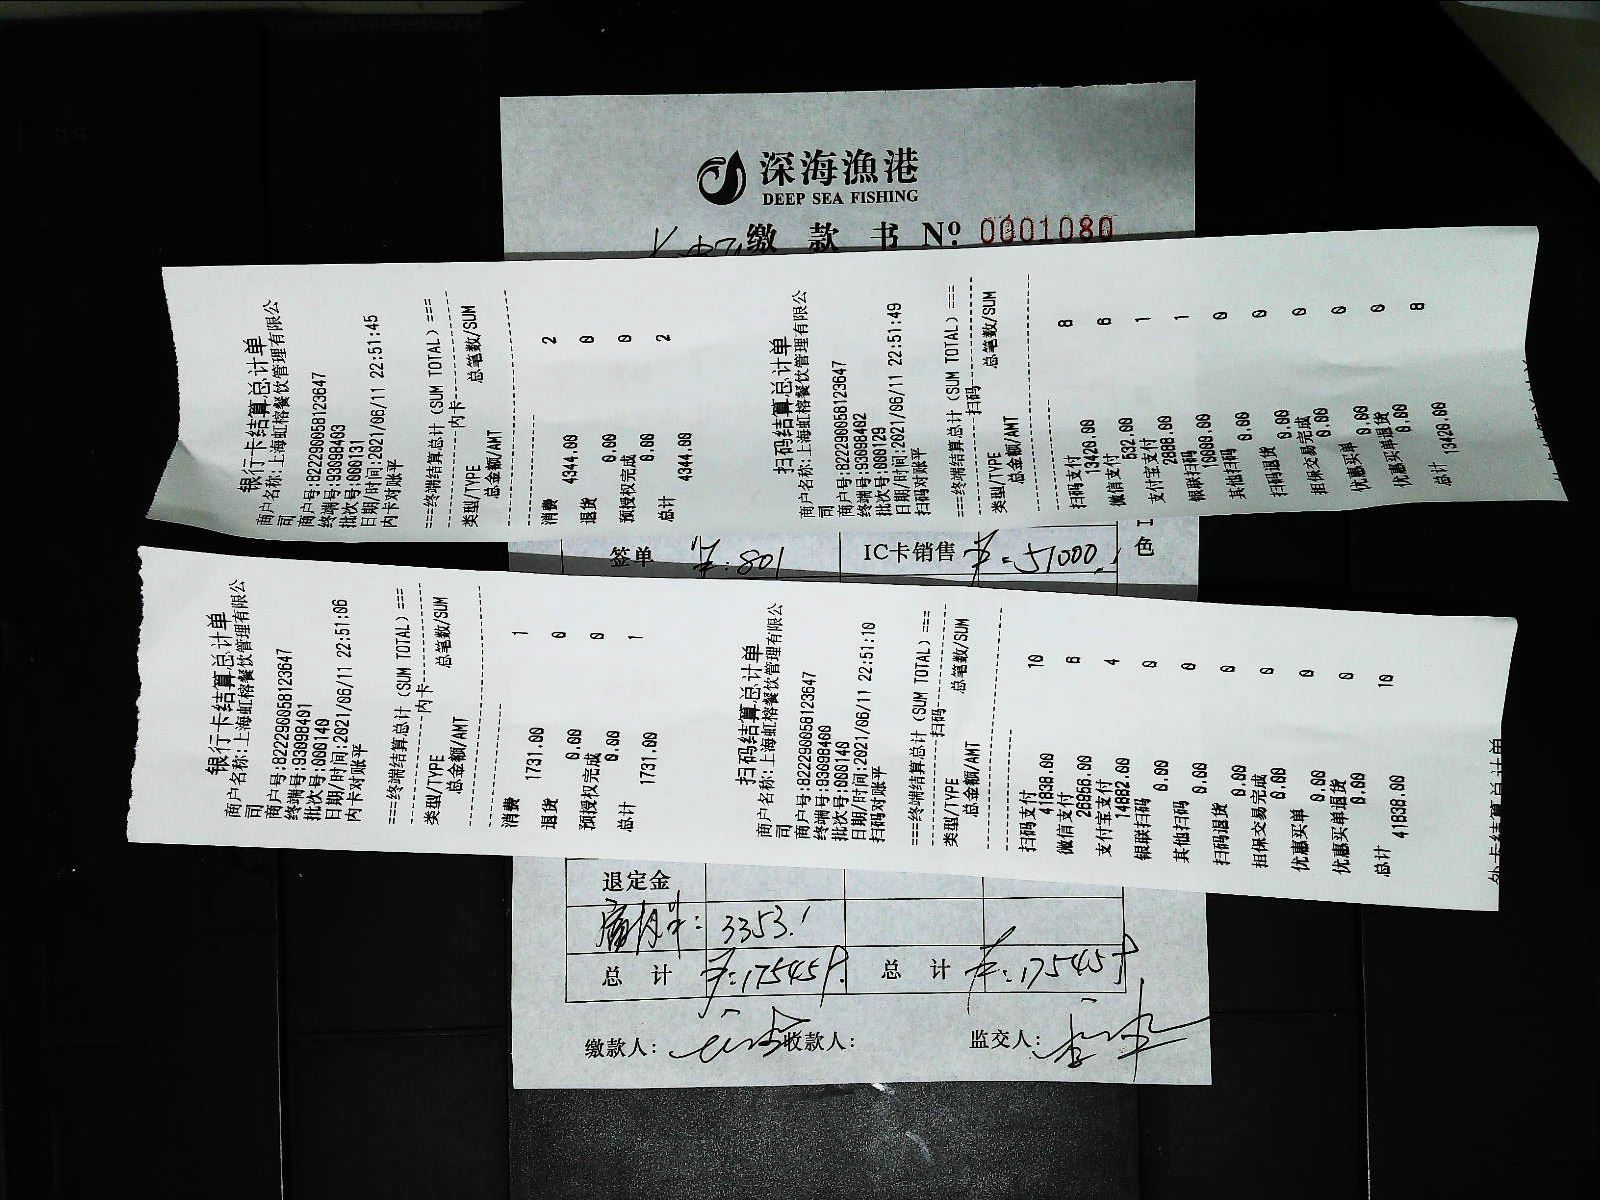 深海漁港
DEEP SEA FISHING
缴 款 书 Nº: 0001080
银行卡结算总计单
商户名称:上海虹榕餐饮管理有限公
司
商户号:822290058123647
终端号:93098403
批次号:000131
日期/时间:2021/06/11 22:51:45
内卡对账平
===终端结算总计 (SUM TOTAL) ===
内卡
类型/TYPE 总笔数/SUM
总金额/AMT
消费 2
4344.00
退货 0
0.00
预授权完成 0
0.00
总计 2
4344.00
扫码结算总计单
商户名称:上海虹榕餐饮管理有限公
司
商户号:822290058123647
终端号:93098402
批次号:000129
日期/时间:2021/06/11 22:51:49
扫码对账平
===终端结算总计 (SUM TOTAL) ===
扫码
类型/TYPE 总笔数/SUM
总金额/AMT
扫码支付 8
13420.00
微信支付 6
532.00
支付宝支付 1
2888.00
银联扫码 1
10000.00
其他扫码 0
0.00
扫码退货 0
0.00
担保交易完成 0
0.00
优惠买单 0
0.00
优惠买单退货 0
0.00
总计 8
13420.00
签单 ¥:801 IC卡销售 ¥:51000.
色
银行卡结算总计单
商户名称:上海虹榕餐饮管理有限公
司
商户号:822290058123647
终端号:93098401
批次号:000140
日期/时间:2021/06/11 22:51:06
内卡对账平
===终端结算总计 (SUM TOTAL) ===
内卡
类型/TYPE 总笔数/SUM
总金额/AMT
消费 1
1731.00
退货 0
0.00
预授权完成 0
0.00
总计 1
1731.00
扫码结算总计单
商户名称:上海虹榕餐饮管理有限公
司
商户号:822290058123647
终端号:93098400
批次号:000140
日期/时间:2021/06/11 22:51:10
扫码对账平
===终端结算总计 (SUM TOTAL) ===
扫码
类型/TYPE 总笔数/SUM
总金额/AMT
扫码支付 10
41838.00
微信支付 6
26956.00
支付宝支付 4
14882.00
银联扫码 0
0.00
其他扫码 0
0.00
扫码退货 0
0.00
担保交易完成 0
0.00
优惠买单 0
0.00
优惠买单退货 0
0.00
总计 10
41838.00
外卡结算总计单
退定金
3353.
总 计 总 计
缴款人: 收款人: 监交人: